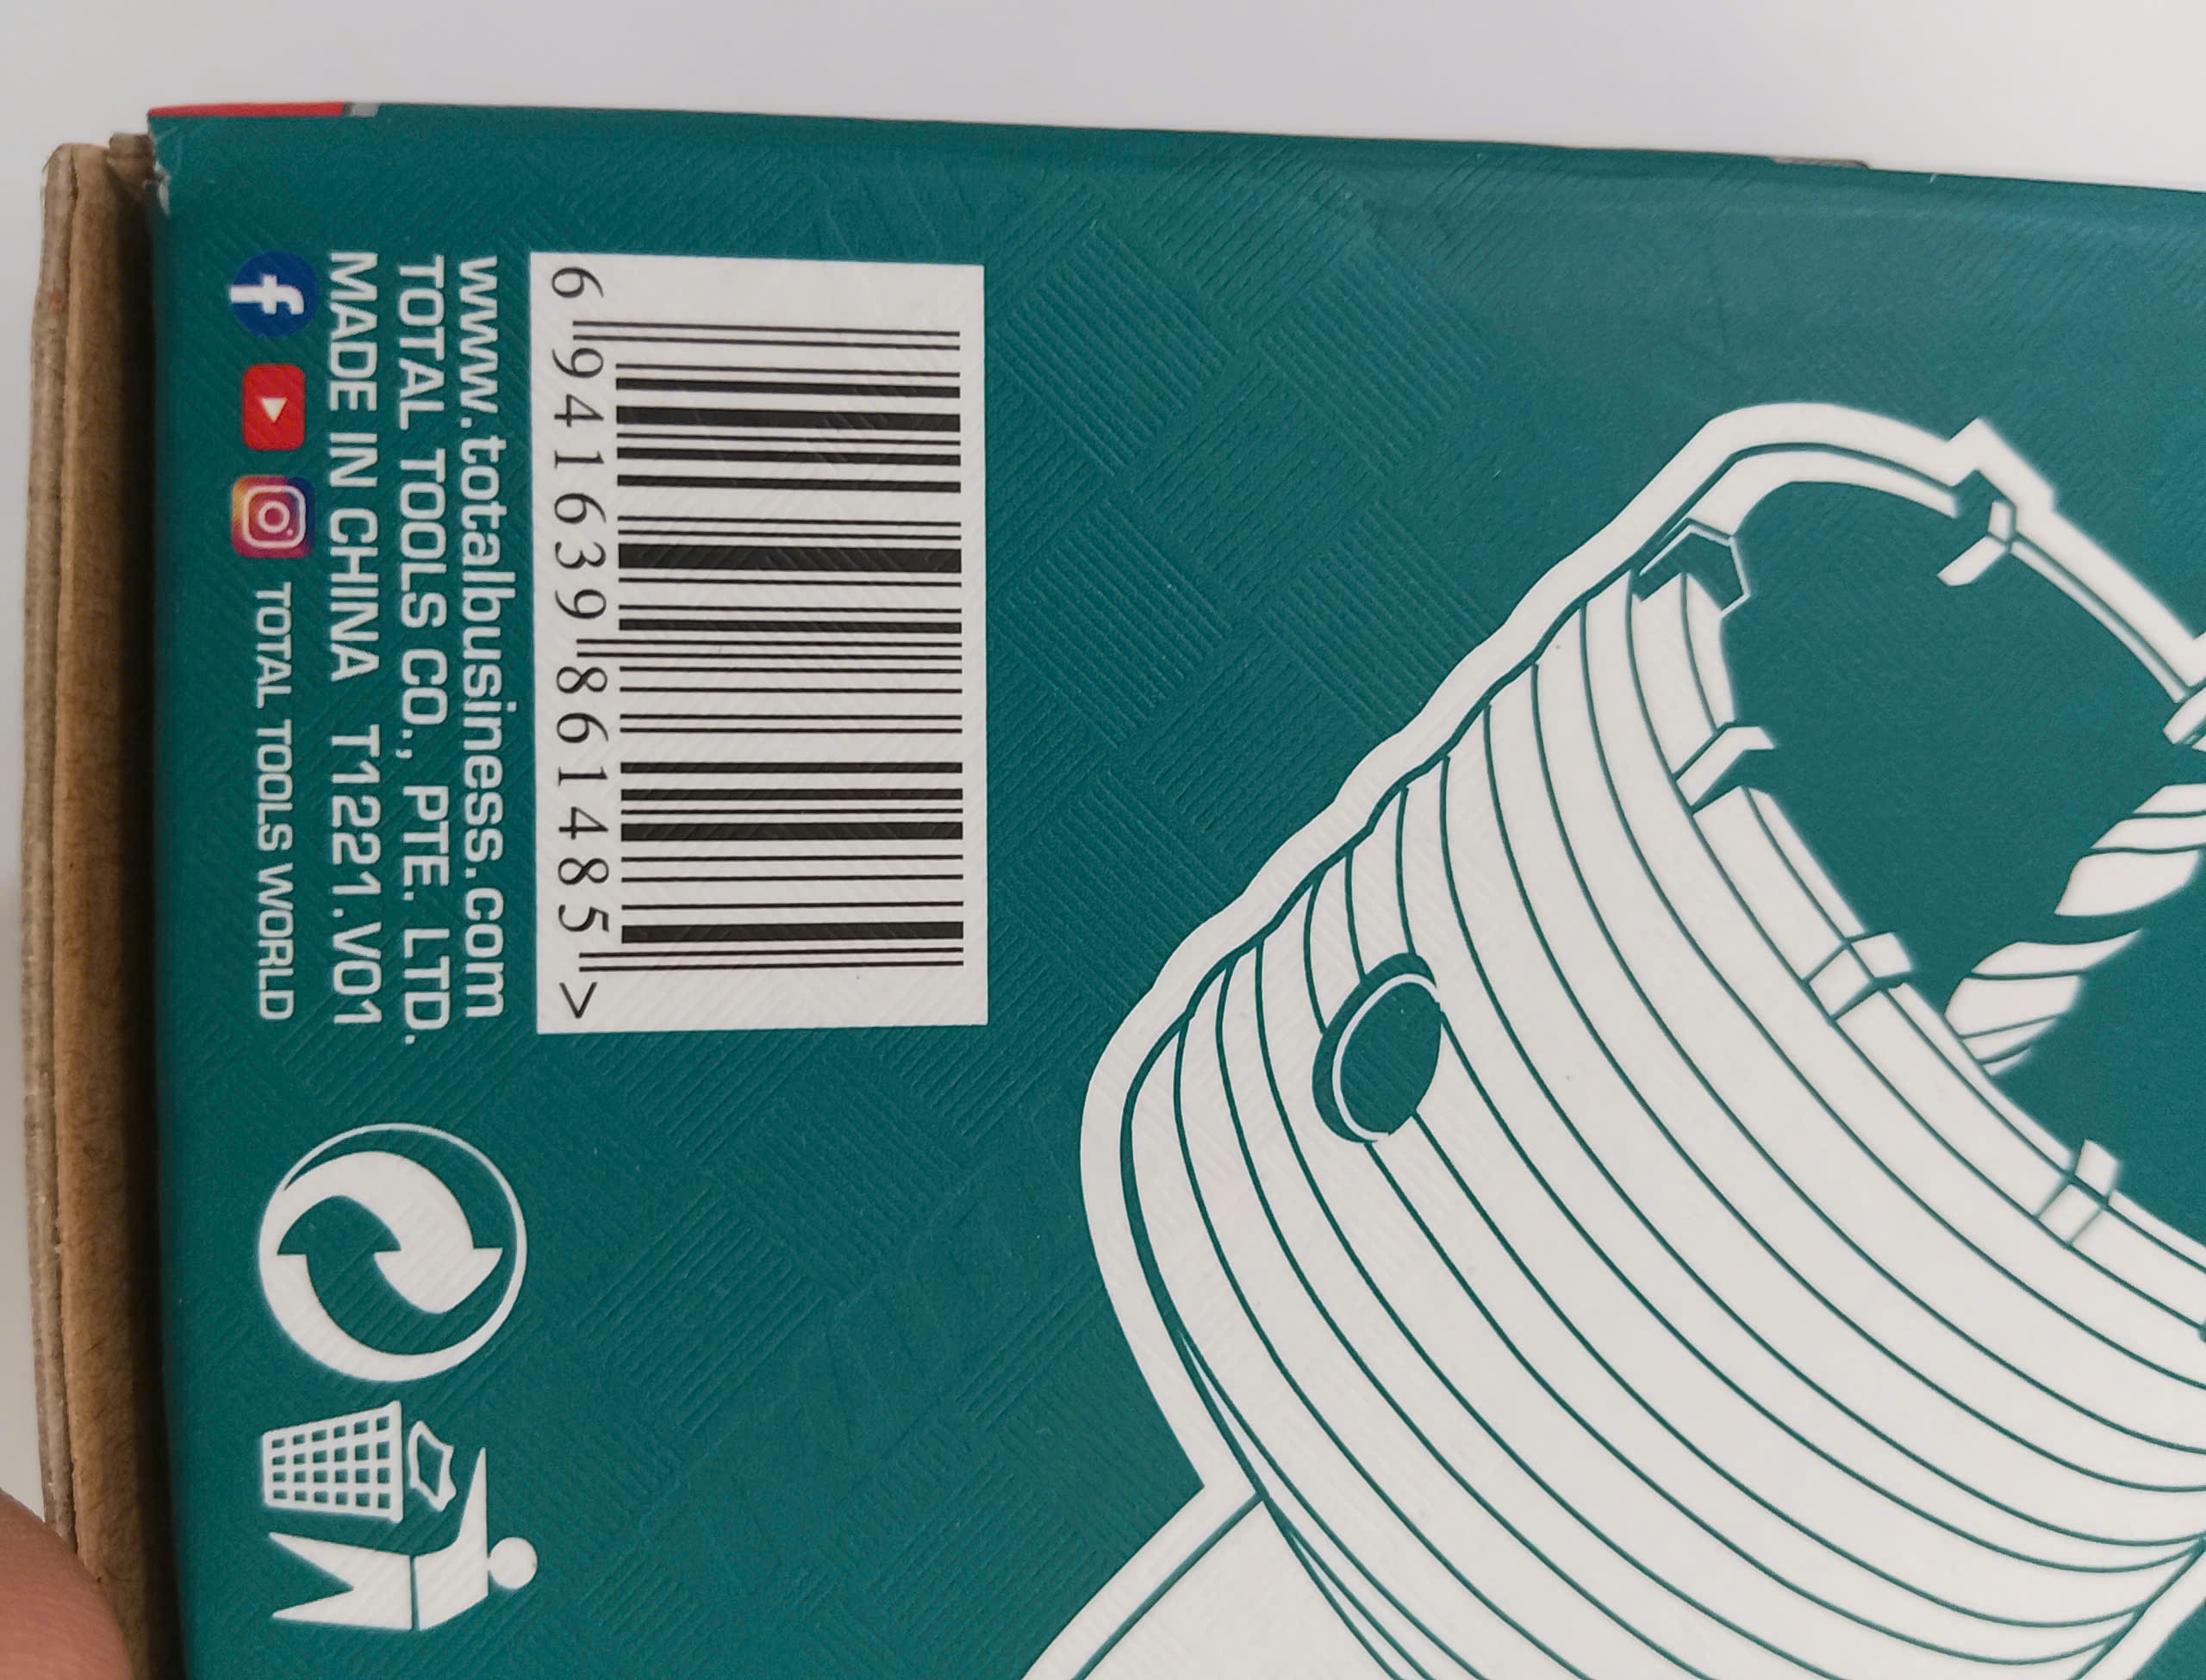 6 941639 861485 >
www.totalbusiness.com
TOTAL TOOLS CO., PTE. LTD.
MADE IN CHINA T1221.V01
TOTAL TOOLS WORLD